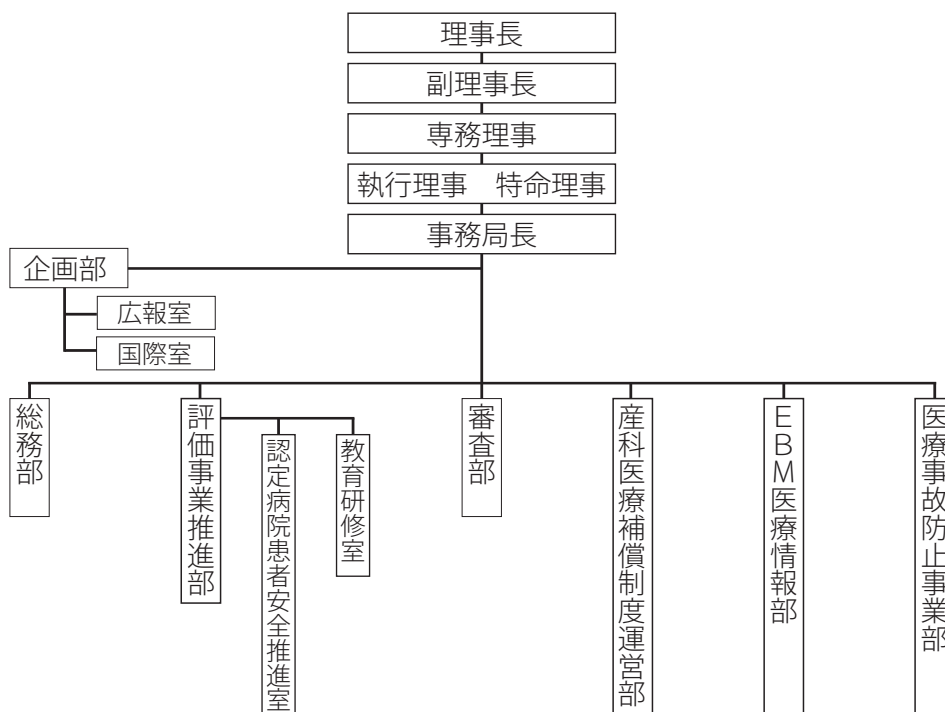 理事長
副理事長
専務理事
執行理事　特命理事
事務局長
企画部
広報室
国際室
総務部
評価事業推進部
認定病院患者安全推進室
教育研修室
審査部
産科医療補償制度運営部
EBM医療情報部
医療事故防止事業部